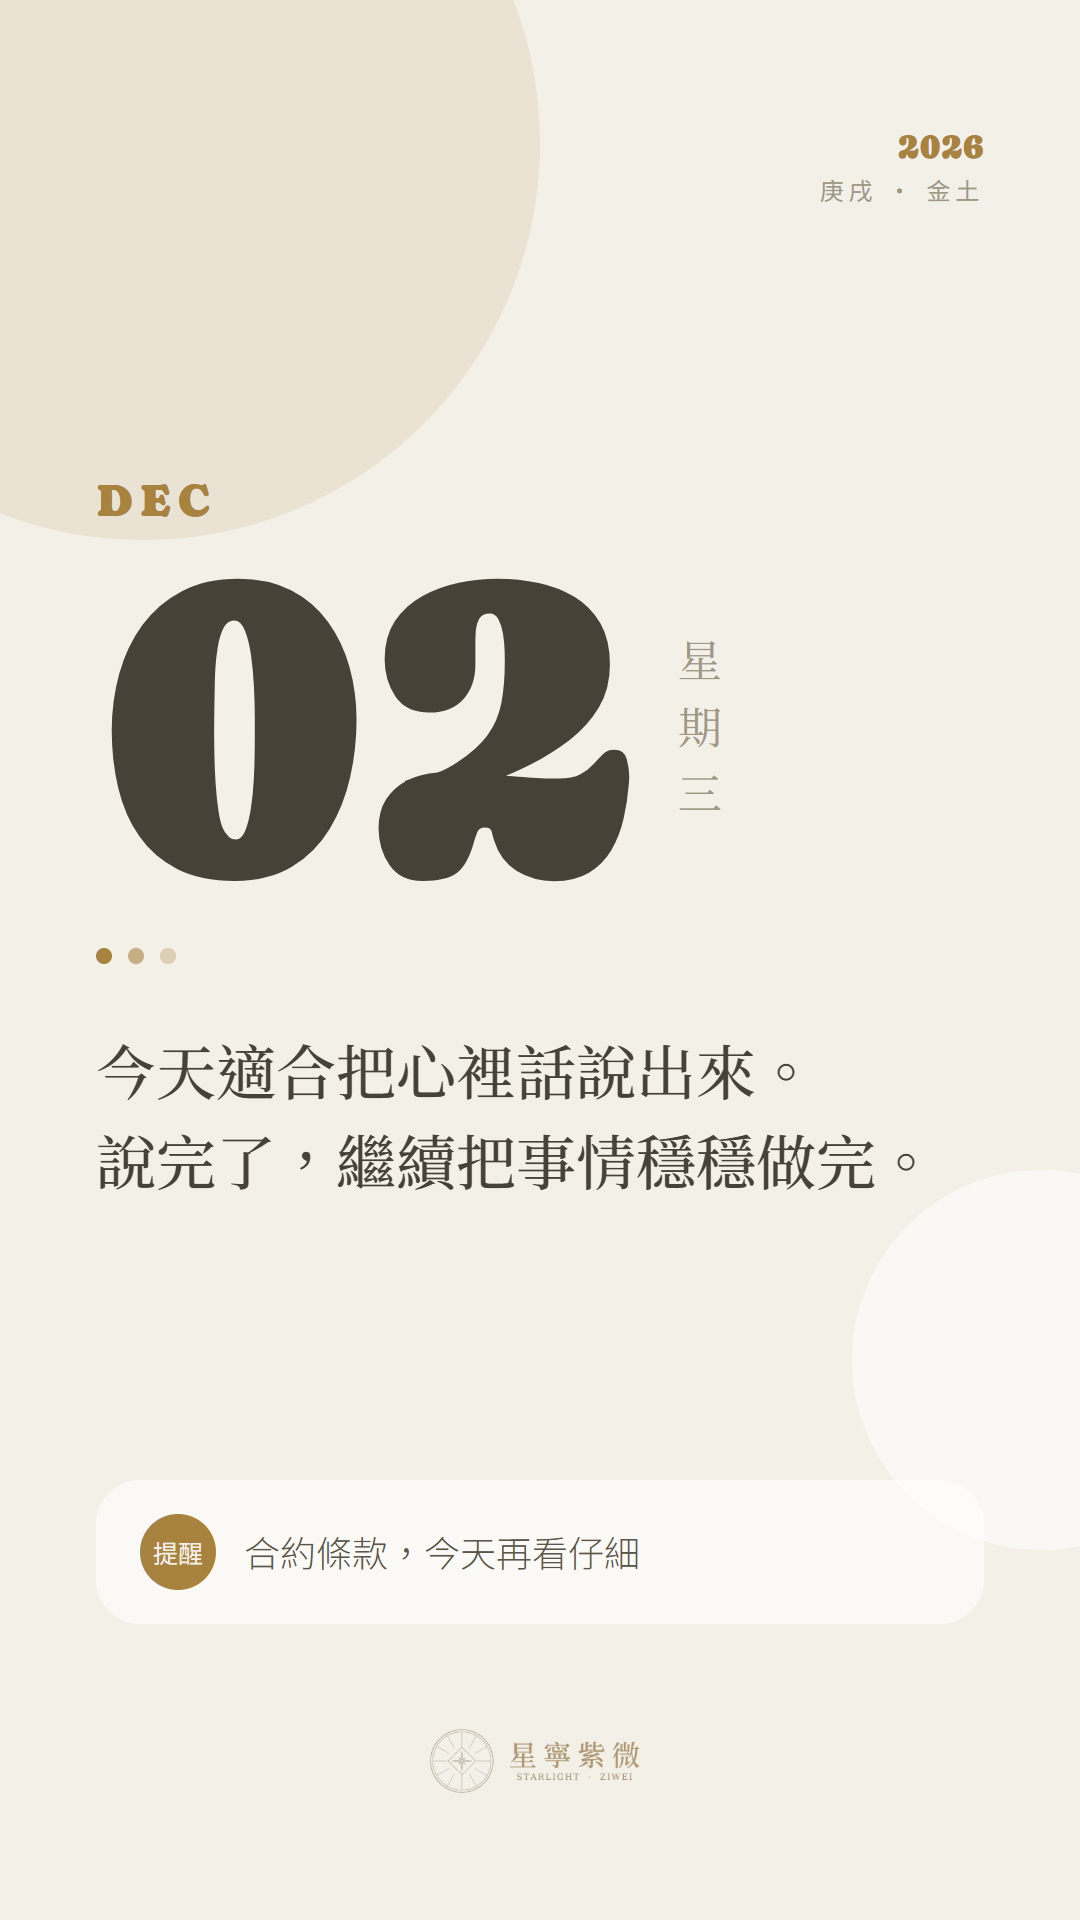 2026
庚戌 · 金土
DEC
02
星期三
今天適合把心裡話說出來。
說完了，繼續把事情穩穩做完。
提醒
合約條款，今天再看仔細
星寧紫微
STARLIGHT · ZIWEI